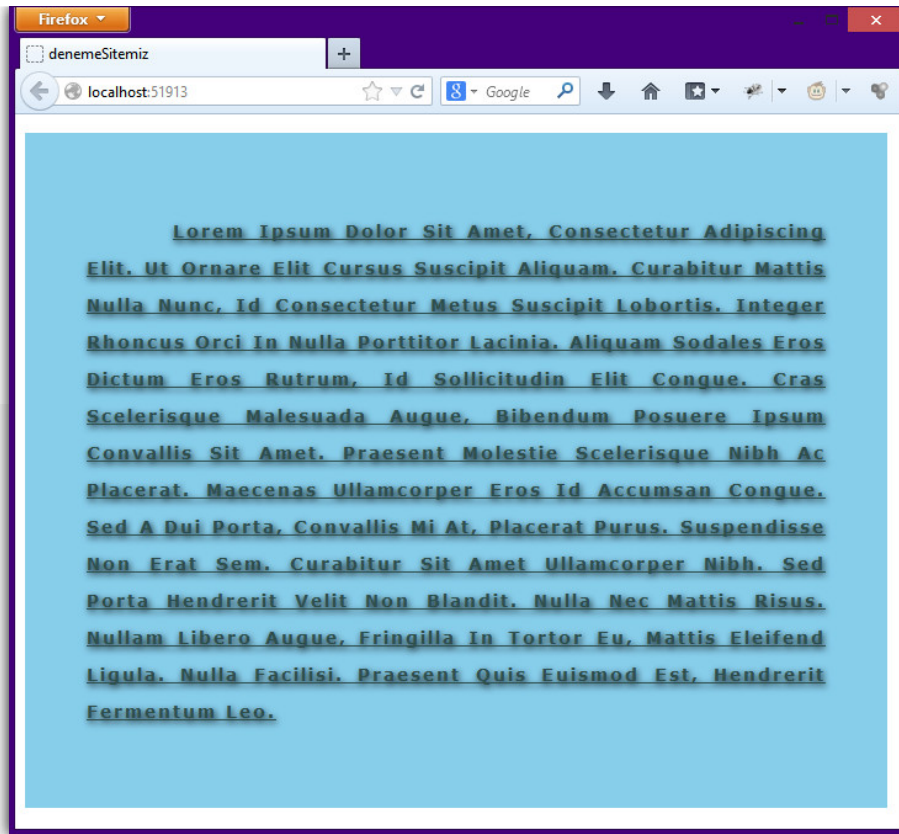 Firefox
denemeSitemiz
localhost:51913
8 Google
Lorem Ipsum Dolor Sit Amet, Consectetur Adipiscing
Elit. Ut Ornare Elit Cursus Suscipit Aliquam. Curabitur Mattis
Nulla Nunc, Id Consectetur Metus Suscipit Lobortis. Integer
Rhoncus Orci In Nulla Porttitor Lacinia. Aliquam Sodales Eros
Dictum Eros Rutrum, Id Sollicitudin Elit Congue. Cras
Scelerisque Malesuada Augue, Bibendum Posuere Ipsum
Convallis Sit Amet. Praesent Molestie Scelerisque Nibh Ac
Placerat. Maecenas Ullamcorper Eros Id Accumsan Congue.
Sed A Dui Porta, Convallis Mi At, Placerat Purus. Suspendisse
Non Erat Sem. Curabitur Sit Amet Ullamcorper Nibh. Sed
Porta Hendrerit Velit Non Blandit. Nulla Nec Mattis Risus.
Nullam Libero Augue, Fringilla In Tortor Eu, Mattis Eleifend
Ligula. Nulla Facilisi. Praesent Quis Euismod Est, Hendrerit
Fermentum Leo.